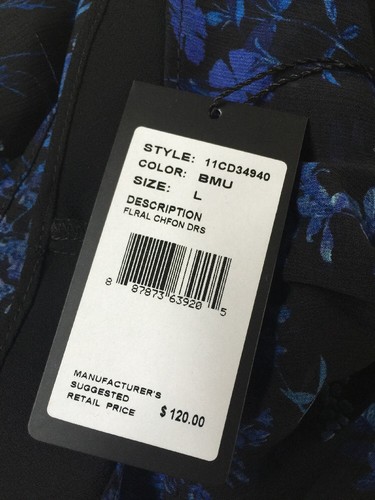 STYLE: 11CD34940
COLOR: BMU
SIZE: L
DESCRIPTION
FLRAL CHFON DRS
8 87873 63920 5
MANUFACTURER'S
SUGGESTED
RETAIL PRICE $120.00